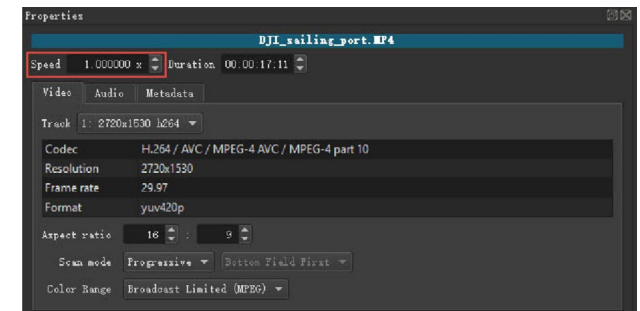 Properties
DJI_sailing_port.MP4
Speed 1.000000 x Duration 00:00:17:11
Video Audio Metadata
Track 1: 2720x1530 h264
Codec H.264 / AVC / MPEG-4 AVC / MPEG-4 part 10
Resolution 2720x1530
Frame rate 29.97
Format yuv420p
Aspect ratio 16 : 9
Scan mode Progressive Bottom Field First
Color Range Broadcast Limited (MPEG)